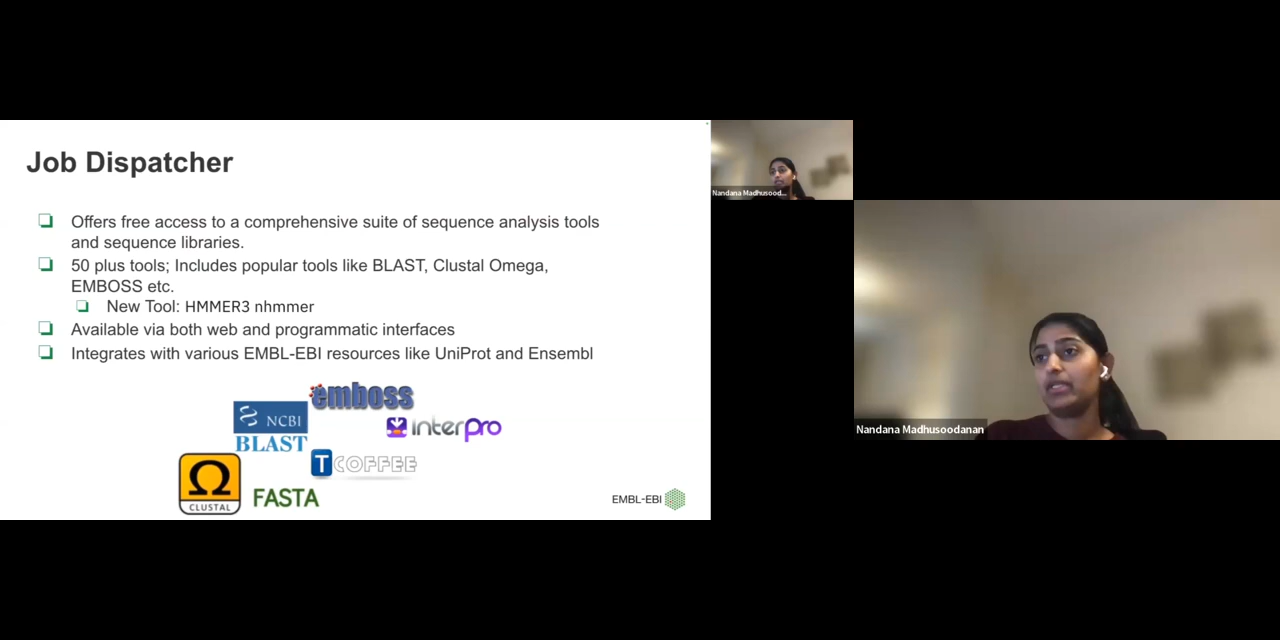 Job Dispatcher
Offers free access to a comprehensive suite of sequence analysis tools
and sequence libraries.
50 plus tools; Includes popular tools like BLAST, Clustal Omega,
EMBOSS etc.
New Tool: HMMER3 nhmmer
Available via both web and programmatic interfaces
Integrates with various EMBL-EBI resources like UniProt and Ensembl
emboss
NCBI
BLAST
interpro
T COFFEE
Ω
CLUSTAL
FASTA
EMBL-EBI
Nandana Madhusood...
Nandana Madhusoodanan